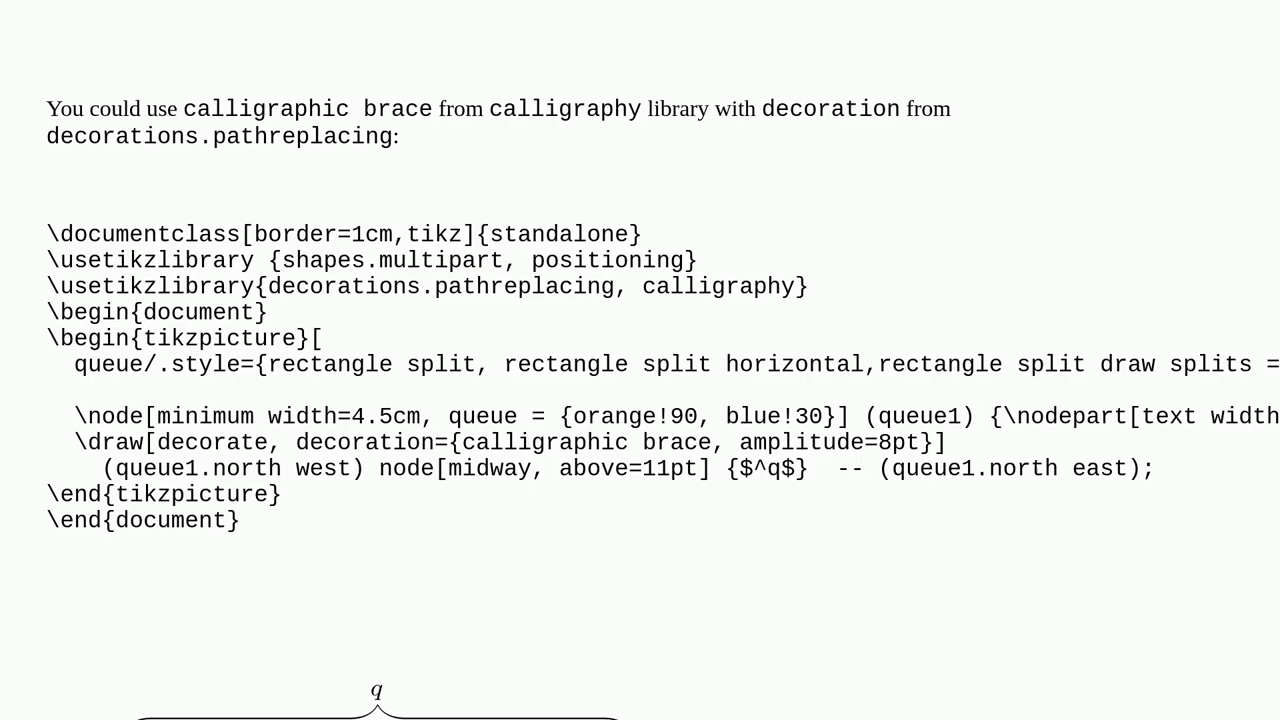 You could use calligraphic brace from calligraphy library with decoration from
decorations.pathreplacing:
\documentclass[border=1cm,tikz]{standalone}
\usetikzlibrary {shapes.multipart, positioning}
\usetikzlibrary{decorations.pathreplacing, calligraphy}
\begin{document}
\begin{tikzpicture}[
  queue/.style={rectangle split, rectangle split horizontal,rectangle split draw splits =
  \node[minimum width=4.5cm, queue = {orange!90, blue!30}] (queue1) {\nodepart[text width
  \draw[decorate, decoration={calligraphic brace, amplitude=8pt}]
    (queue1.north west) node[midway, above=11pt] {$^q$}  -- (queue1.north east);
\end{tikzpicture}
\end{document}
q